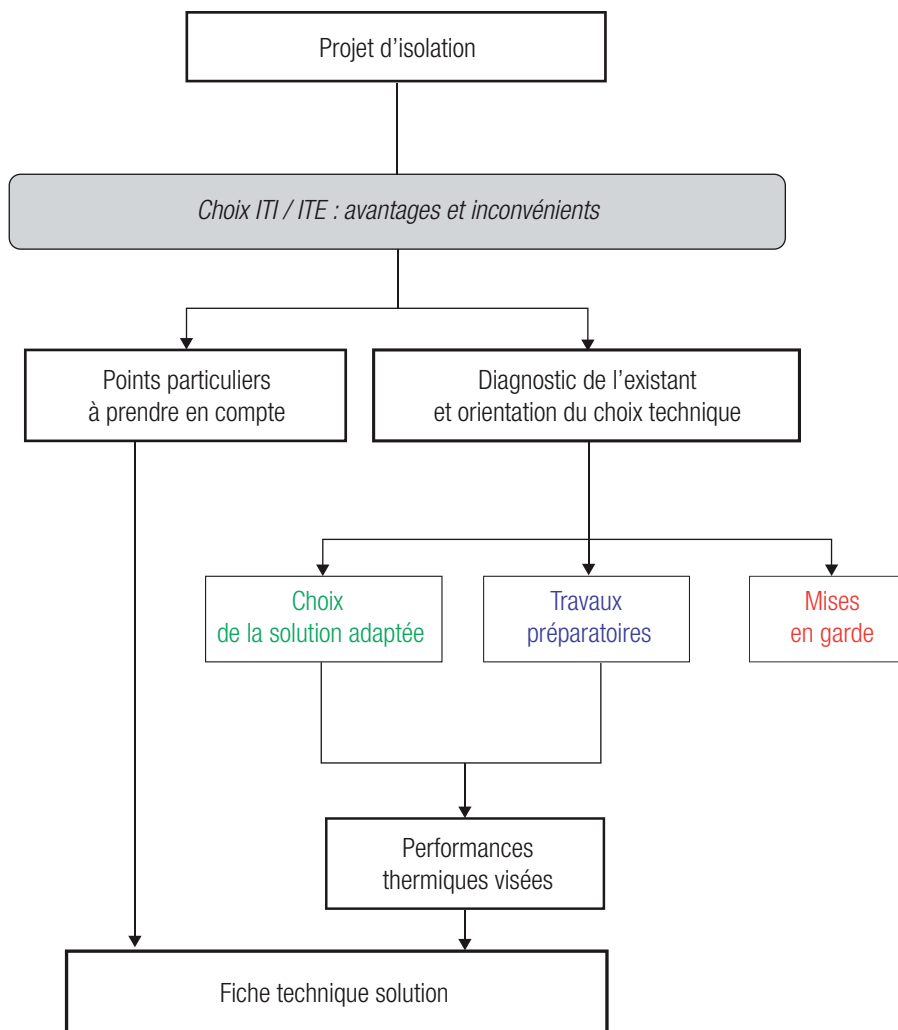 Projet d'isolation
Choix ITI / ITE : avantages et inconvénients
Points particuliers
à prendre en compte
Diagnostic de l'existant
et orientation du choix technique
Choix
de la solution adaptée
Travaux
préparatoires
Mises
en garde
Performances
thermiques visées
Fiche technique solution